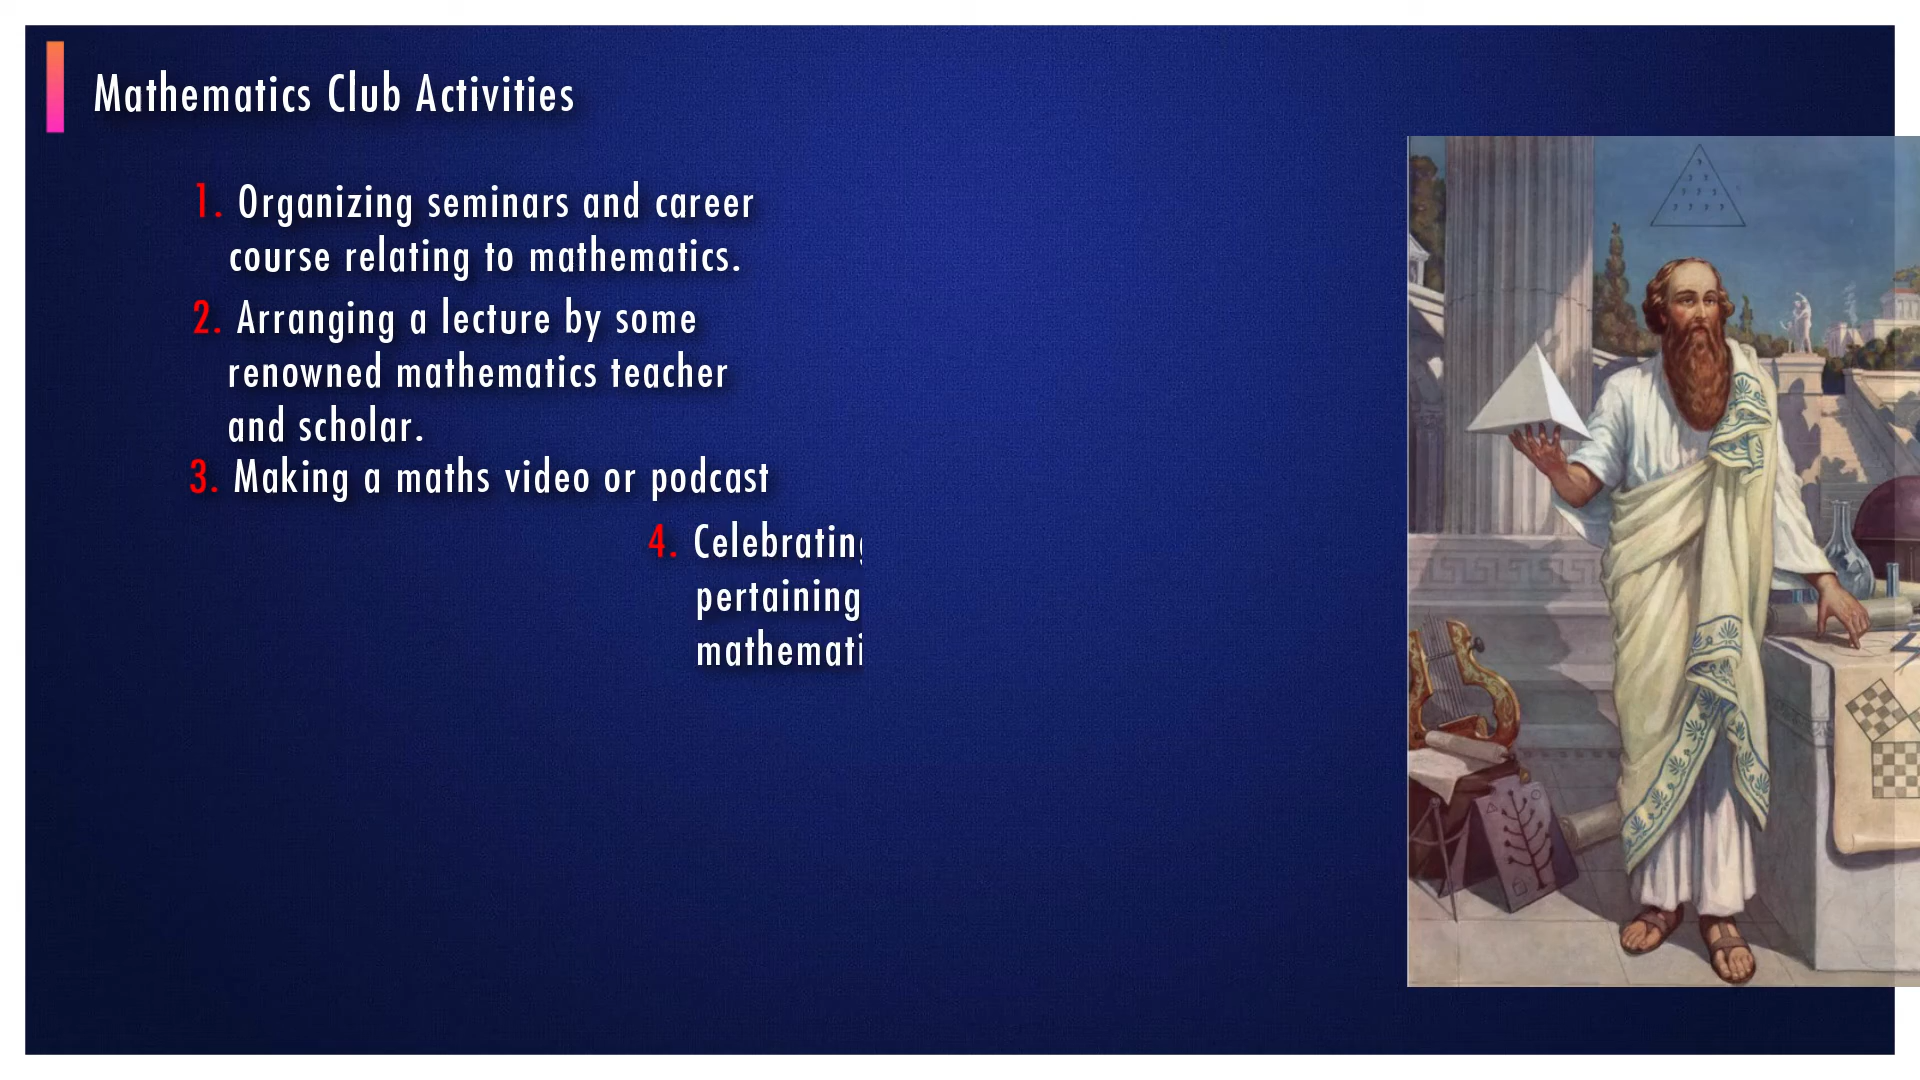 Mathematics Club Activities
1. Organizing seminars and career
course relating to mathematics.
2. Arranging a lecture by some
renowned mathematics teacher
and scholar.
3. Making a maths video or podcast
4. Celebrating
pertaining
mathemati